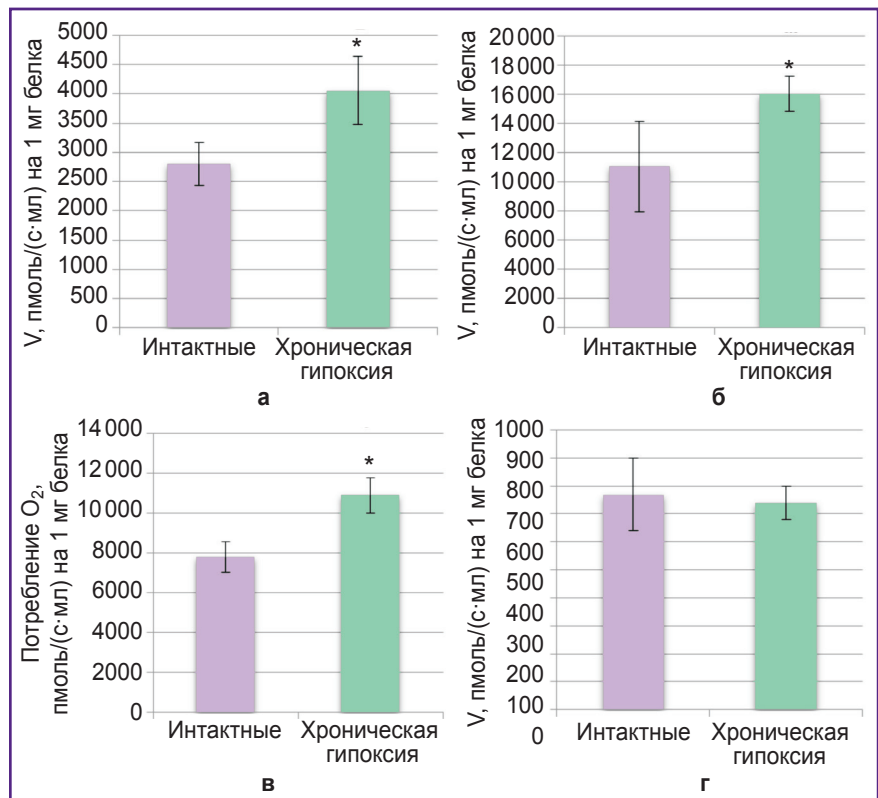 V, пмоль/(с·мл) на 1 мг белка
5000
4500
4000
3500
3000
2500
2000
1500
1000
500
0
*
Интактные
Хроническая
гипоксия
а
V, пмоль/(с·мл) на 1 мг белка
20 000
18 000
16 000
14 000
12 000
11 000
10 000
8000
6000
4000
2000
0
*
Интактные
Хроническая
гипоксия
б
Потребление O₂,
пмоль/(с·мл) на 1 мг белка
14 000
12 000
10 000
8000
6000
4000
2000
0
*
Интактные
Хроническая
гипоксия
в
V, пмоль/(с·мл) на 1 мг белка
1000
900
800
700
600
500
400
300
200
100
0
Интактные
Хроническая
гипоксия
г